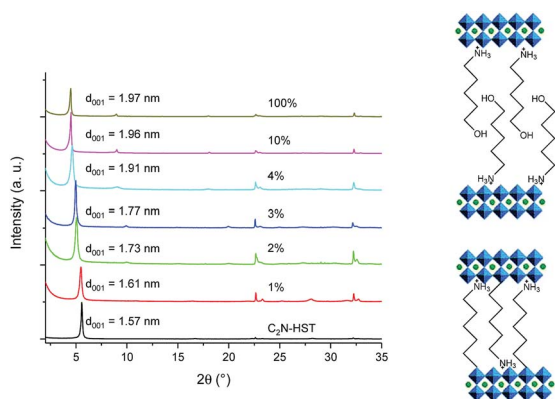 d001 = 1.97 nm 100%
d001 = 1.96 nm 10%
d001 = 1.91 nm 4%
d001 = 1.77 nm 3%
d001 = 1.73 nm 2%
d001 = 1.61 nm 1%
d001 = 1.57 nm C2N-HST
Intensity (a. u.)
5 10 15 20 25 30 35
2θ (°)
+ +
NH3 NH3
HO
HO
OH
OH
H3N H3N
+ +
NH3 NH3
NH3